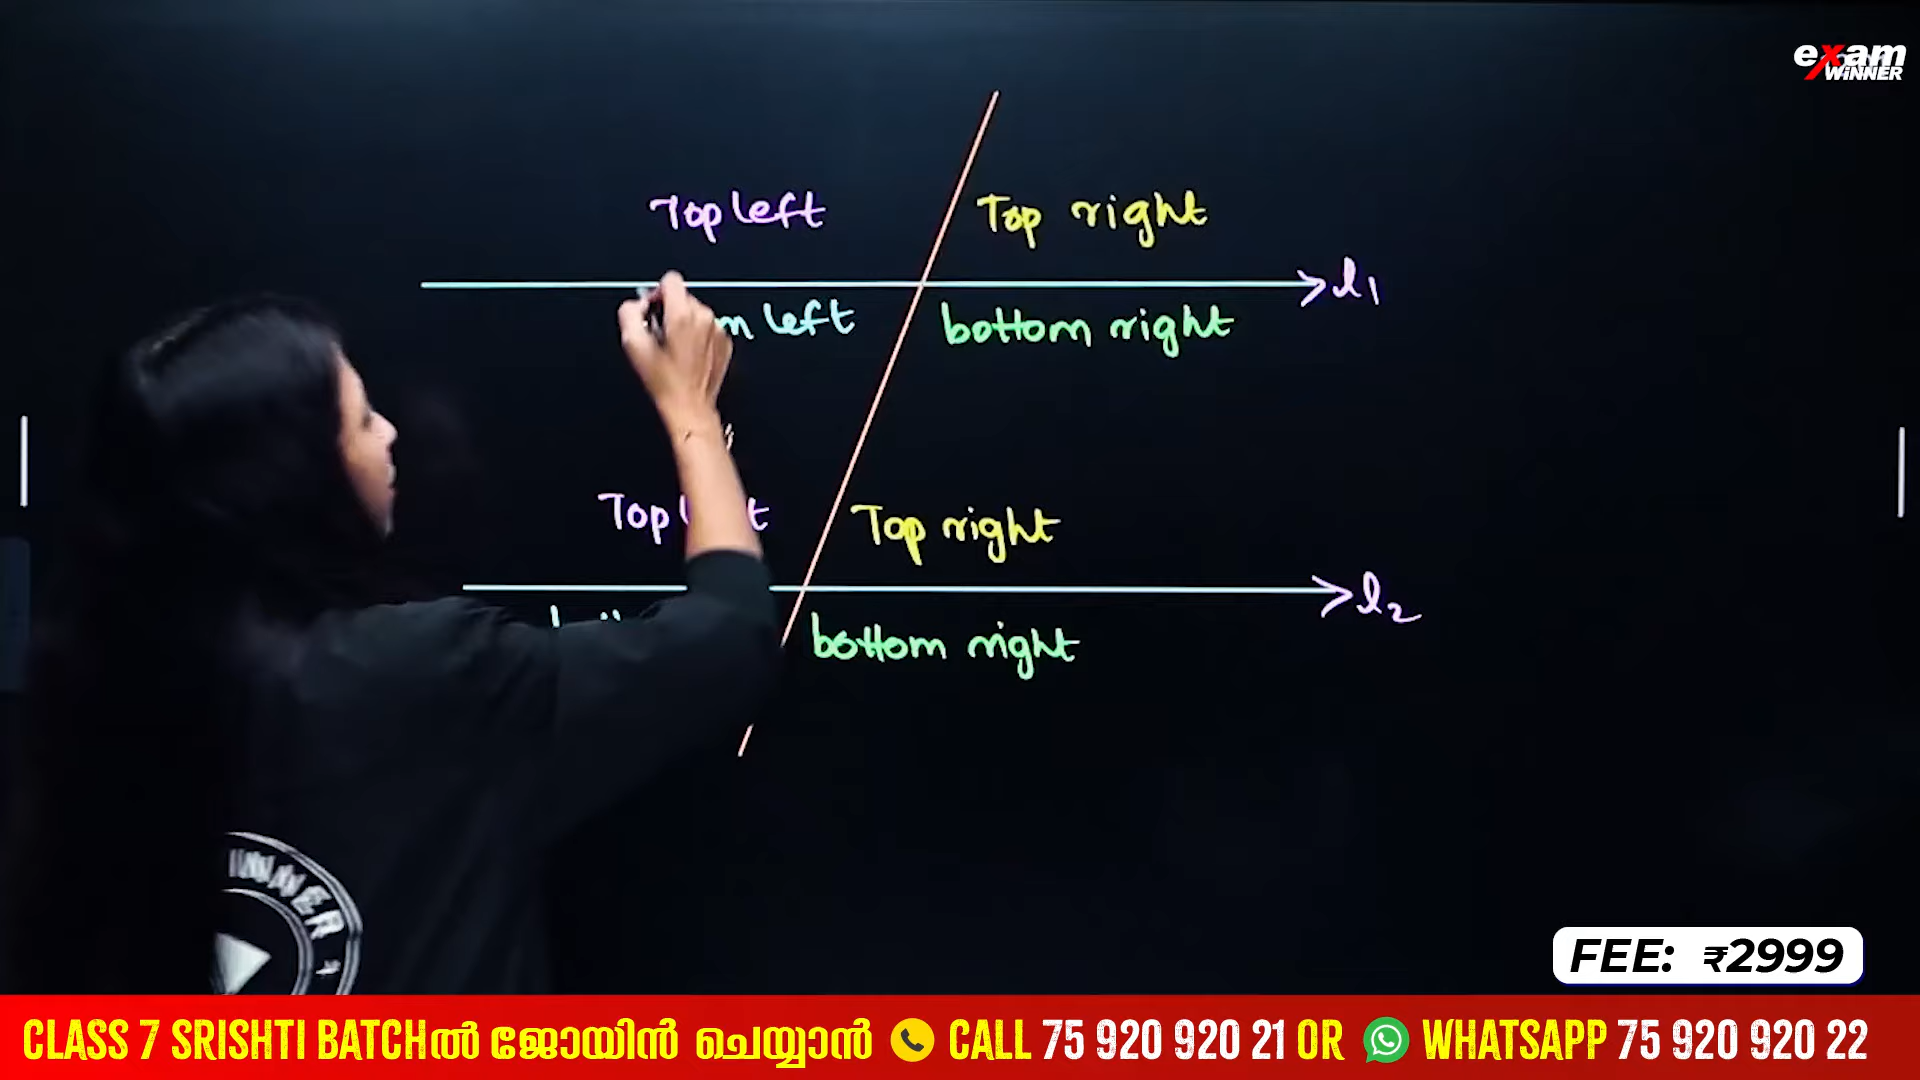 exam
WINNER
Top left Top right
l1
left bottom right
Top Top right
l2
bottom right
INNER
FEE: ₹2999
CLASS 7 SRISHTI BATCHൽ ജോയിൻ ചെയ്യാൻ CALL 75 920 920 21 OR WHATSAPP 75 920 920 22